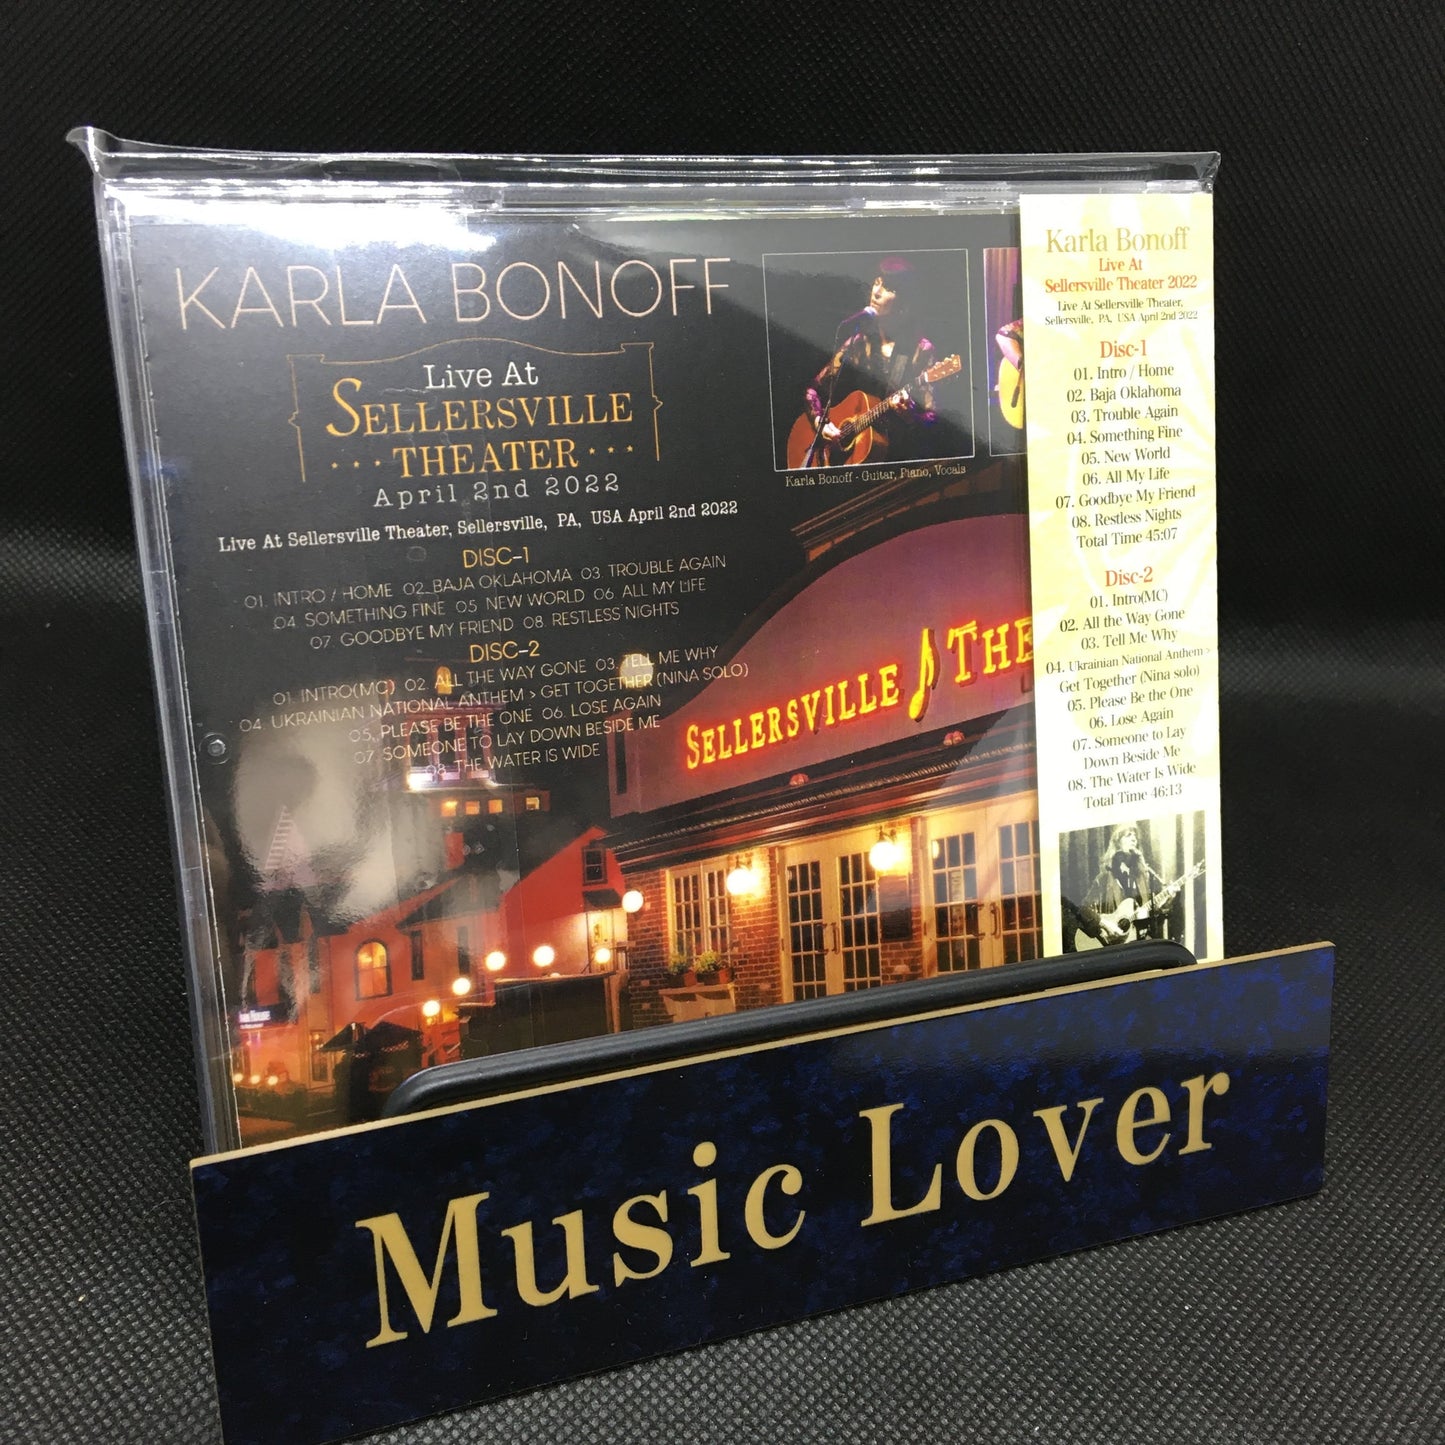 KARLA BONOFF
Live At
SELLERSVILLE
THEATER
April 2nd 2022
Live At Sellersville Theater, Sellersville, PA, USA April 2nd 2022
DISC-1
01. INTRO / HOME 02. BAJA OKLAHOMA 03. TROUBLE AGAIN
04 SOMETHING FINE 05 NEW WORLD 06 ALL MY LIFE
07 GOODBYE MY FRIEND 08 RESTLESS NIGHTS
DISC-2
01. INTRO(MC) 02. ALL THE WAY GONE 03. TELL ME WHY
04. UKRAINIAN NATIONAL ANTHEM > GET TOGETHER (NINA SOLO)
05. PLEASE BE THE ONE 06. LOSE AGAIN
07 SOMEONE TO LAY DOWN BESIDE ME
08 THE WATER IS WIDE
Karla Bonoff - Guitar, Piano, Vocals
SELLERSVILLE THE
Karla Bonoff
Live At
Sellersville Theater 2022
Live At Sellersville Theater,
Sellersville, PA, USA April 2nd 2022
Disc-1
01. Intro / Home
02. Baja Oklahoma
03. Trouble Again
04. Something Fine
05. New World
06. All My Life
07. Goodbye My Friend
08. Restless Nights
Total Time 45:07
Disc-2
01. Intro(MC)
02. All the Way Gone
03. Tell Me Why
04. Ukrainian National Anthem >
Get Together (Nina solo)
05. Please Be the One
06. Lose Again
07. Someone to Lay
Down Beside Me
08. The Water Is Wide
Total Time 46:13
Music Lover